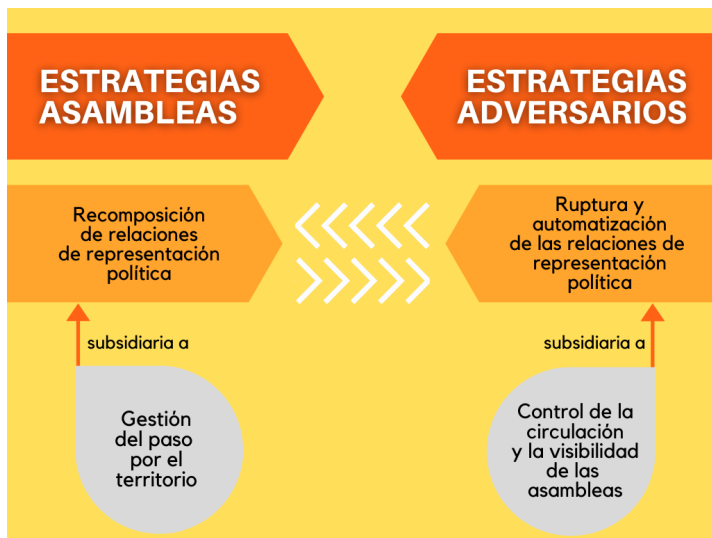 ESTRATEGIAS
ASAMBLEAS
ESTRATEGIAS
ADVERSARIOS
Recomposición
de relaciones
de representación
política
Ruptura y
automatización
de las relaciones de
representación
política
subsidiaria a
subsidiaria a
Gestión
del paso
por el
territorio
Control de la
circulación
y la visibilidad
de las
asambleas